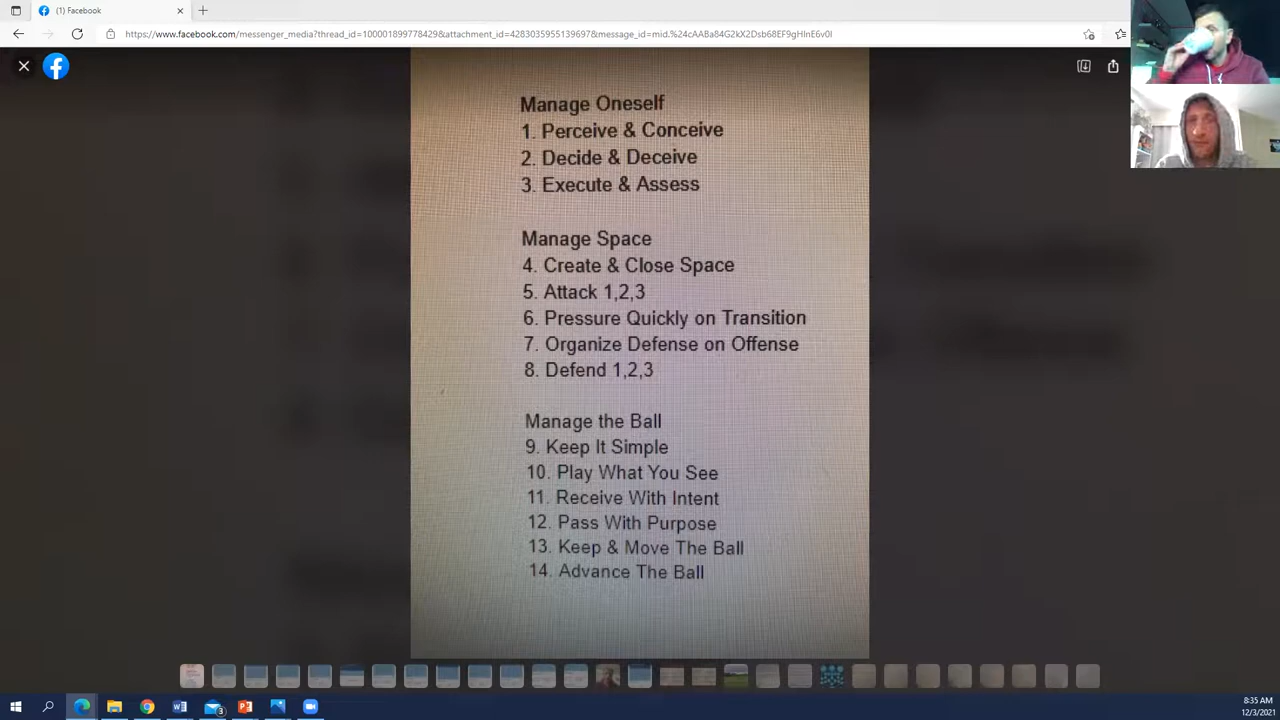 (1) Facebook
https://www.facebook.com/messenger_media?thread_id=100001899778429&attachment_id=4283035955139697&message_id=mid.%24cAABa84G2kX2Dsb68EF9gHlnE6v0I
Manage Oneself
1. Perceive & Conceive
2. Decide & Deceive
3. Execute & Assess
Manage Space
4. Create & Close Space
5. Attack 1,2,3
6. Pressure Quickly on Transition
7. Organize Defense on Offense
8. Defend 1,2,3
Manage the Ball
9. Keep It Simple
10. Play What You See
11. Receive With Intent
12. Pass With Purpose
13. Keep & Move The Ball
14. Advance The Ball
3
8:35 AM
12/3/2021